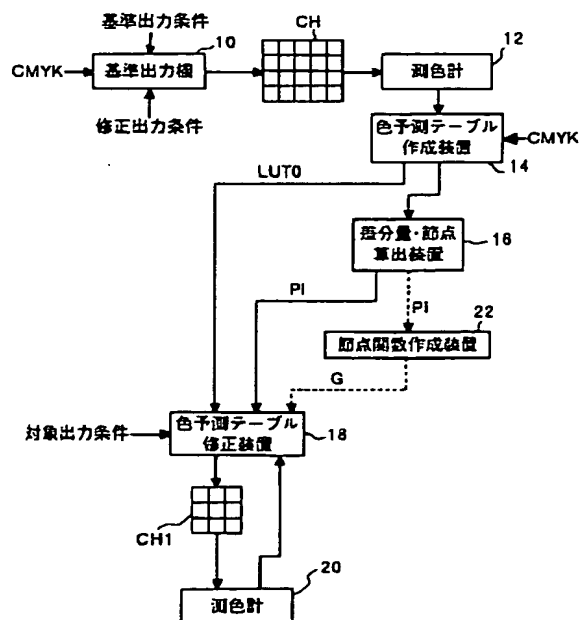 基準出力条件
10
CH
12
CMYK
基準出力機
測色計
修正出力条件
色予測テーブル
作成装置
CMYK
14
LUT0
差分量・節点
算出装置
16
PI
Pi
22
節点関数作成装置
G
対象出力条件
色予測テーブル
修正装置
18
CH1
20
測色計